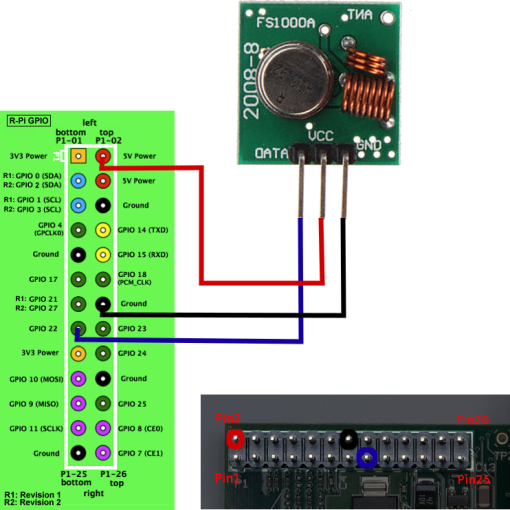 FS1000A
ANT
2008-8
VCC
DATA
GND
R-Pi GPIO
left
bottom top
P1-01 P1-02
3V3 Power 5V Power
R1: GPIO 0 (SDA)
R2: GPIO 2 (SDA) 5V Power
R1: GPIO 1 (SCL)
R2: GPIO 3 (SCL) Ground
GPIO 4
(GPCLK0) GPIO 14 (TXD)
Ground GPIO 15 (RXD)
GPIO 17 GPIO 18
(PCM_CLK)
R1: GPIO 21
R2: GPIO 27 Ground
GPIO 22 GPIO 23
3V3 Power GPIO 24
GPIO 10 (MOSI) Ground
GPIO 9 (MISO) GPIO 25
GPIO 11 (SCLK) GPIO 8 (CE0)
Ground GPIO 7 (CE1)
P1-25 P1-26
bottom top
right
R1: Revision 1
R2: Revision 2
Pin2 Pin26
Pin1 Pin25